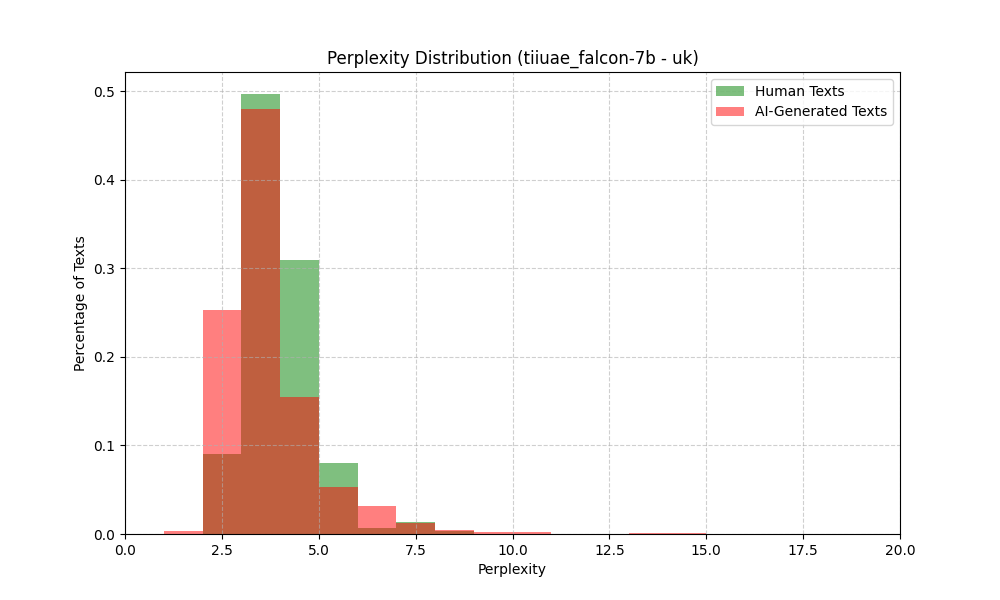 Perplexity Distribution (tiiuae_falcon-7b - uk)
Human Texts
AI-Generated Texts
Percentage of Texts
0.5
0.4
0.3
0.2
0.1
0.0
0.0 2.5 5.0 7.5 10.0 12.5 15.0 17.5 20.0
Perplexity